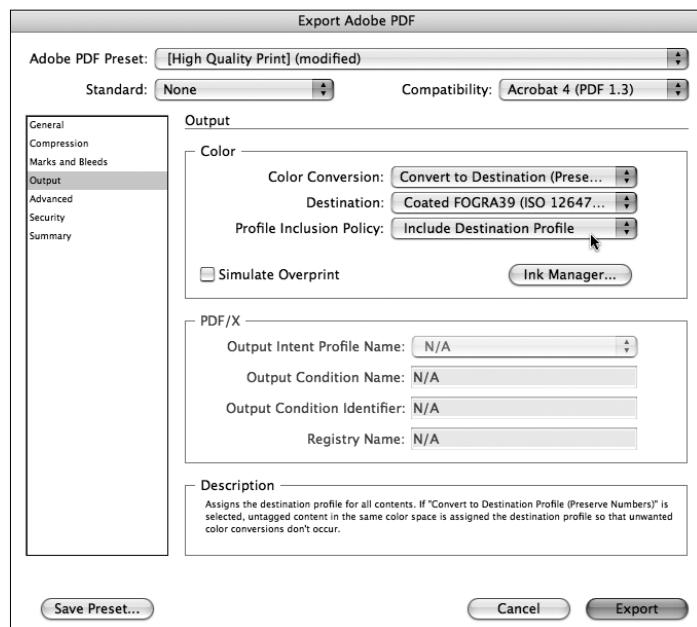 Export Adobe PDF
Adobe PDF Preset: [High Quality Print] (modified)
Standard: None Compatibility: Acrobat 4 (PDF 1.3)
General
Compression
Marks and Bleeds
Output
Advanced
Security
Summary
Output
Color
Color Conversion: Convert to Destination (Prese...
Destination: Coated FOGRA39 (ISO 12647...
Profile Inclusion Policy: Include Destination Profile
Simulate Overprint Ink Manager...
PDF/X
Output Intent Profile Name: N/A
Output Condition Name: N/A
Output Condition Identifier: N/A
Registry Name: N/A
Description
Assigns the destination profile for all contents. If "Convert to Destination Profile (Preserve Numbers)" is
selected, untagged content in the same color space is assigned the destination profile so that unwanted
color conversions don't occur.
Save Preset... Cancel Export